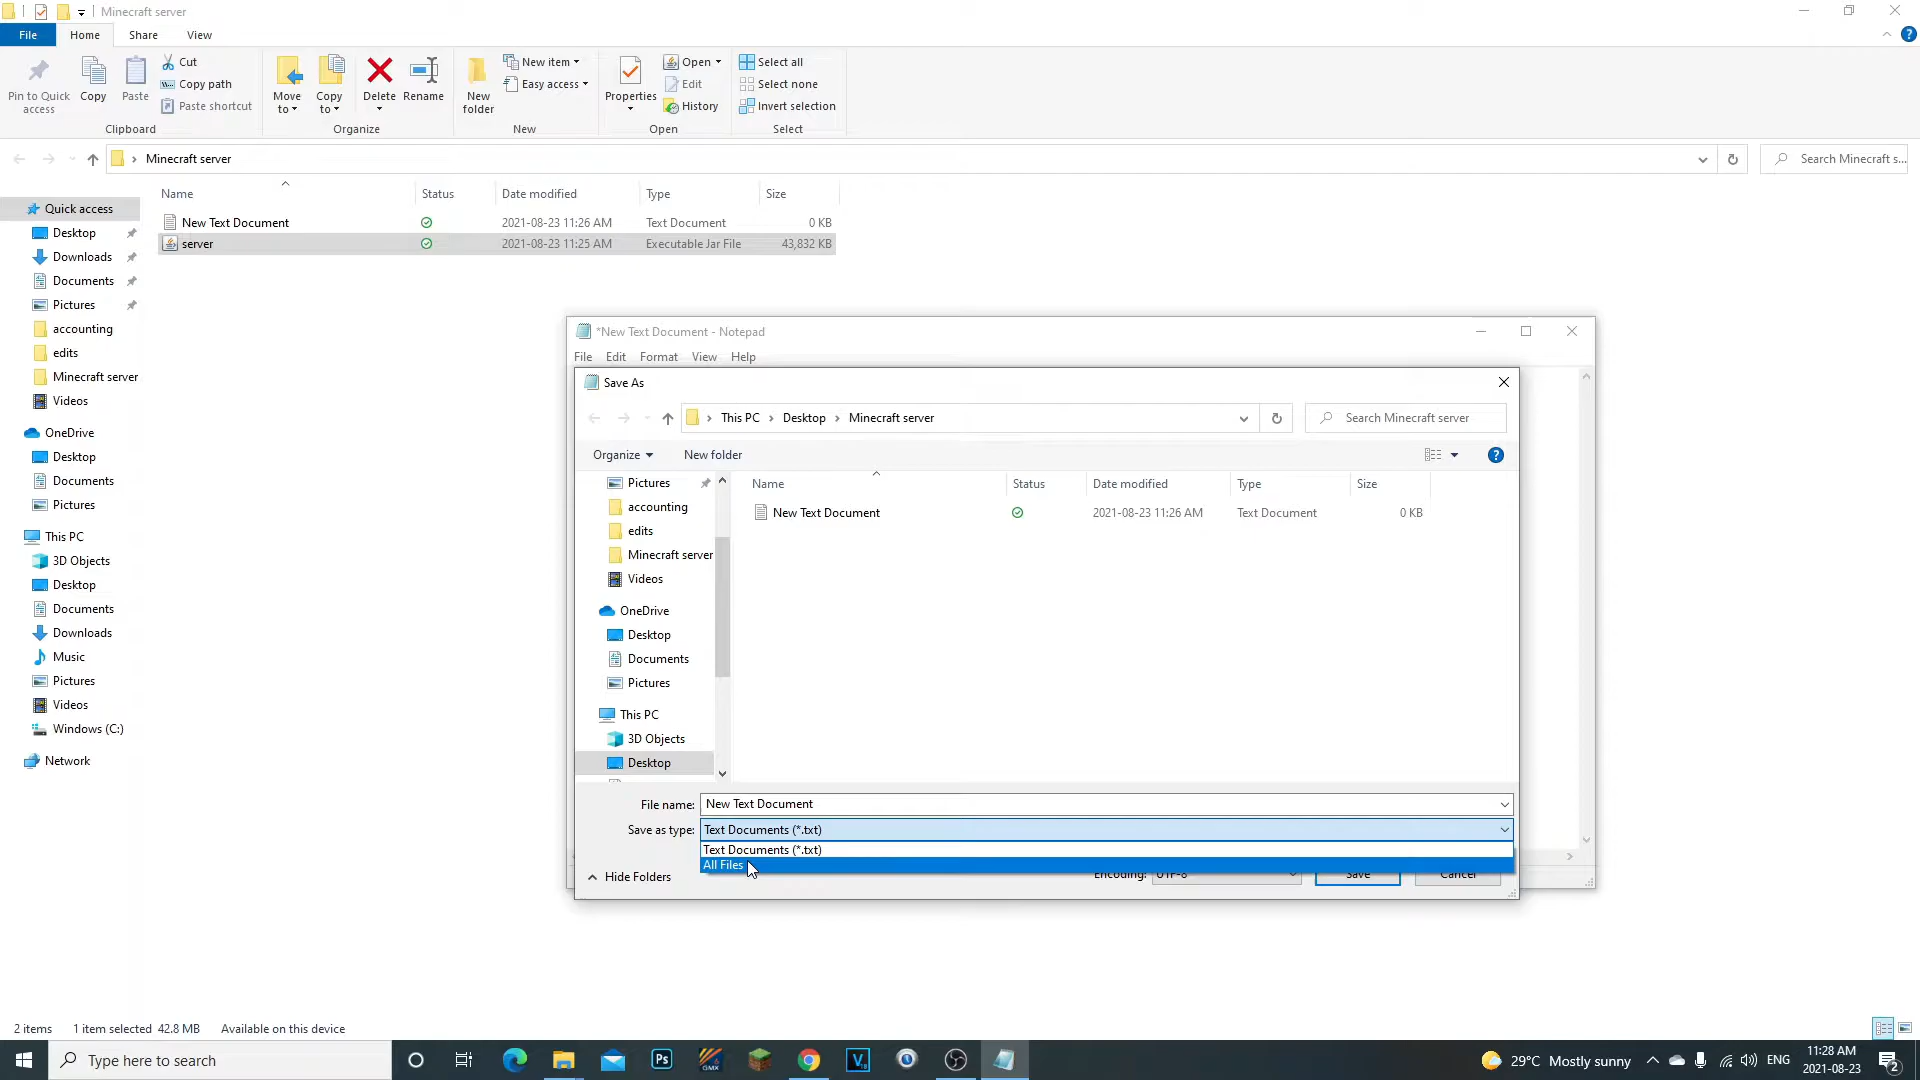 Minecraft server
File Home Share View
Pin to Quick access
Copy
Paste
Cut
Copy path
Paste shortcut
Clipboard
Move to
Copy to
Delete
Rename
Organize
New folder
New item
Easy access
New
Properties
Open
Edit
History
Open
Select all
Select none
Invert selection
Select
Minecraft server
Search Minecraft s...
Name Status Date modified Type Size
New Text Document 2021-08-23 11:26 AM Text Document 0 KB
server 2021-08-23 11:25 AM Executable Jar File 43,832 KB
Quick access
Desktop
Downloads
Documents
Pictures
accounting
edits
Minecraft server
Videos
OneDrive
Desktop
Documents
Pictures
This PC
3D Objects
Desktop
Documents
Downloads
Music
Pictures
Videos
Windows (C:)
Network
*New Text Document - Notepad
File Edit Format View Help
Save As
This PC > Desktop > Minecraft server
Search Minecraft server
Organize New folder
Pictures
accounting
edits
Minecraft server
Videos
OneDrive
Desktop
Documents
Pictures
This PC
3D Objects
Desktop
Name Status Date modified Type Size
New Text Document 2021-08-23 11:26 AM Text Document 0 KB
File name: New Text Document
Save as type: Text Documents (*.txt)
Text Documents (*.txt)
All Files
Hide Folders
Encoding: UTF-8 Save Cancel
2 items 1 item selected 42.8 MB Available on this device
Type here to search
Ps
GMX
V
18
29°C Mostly sunny
ENG
11:28 AM
2021-08-23
2